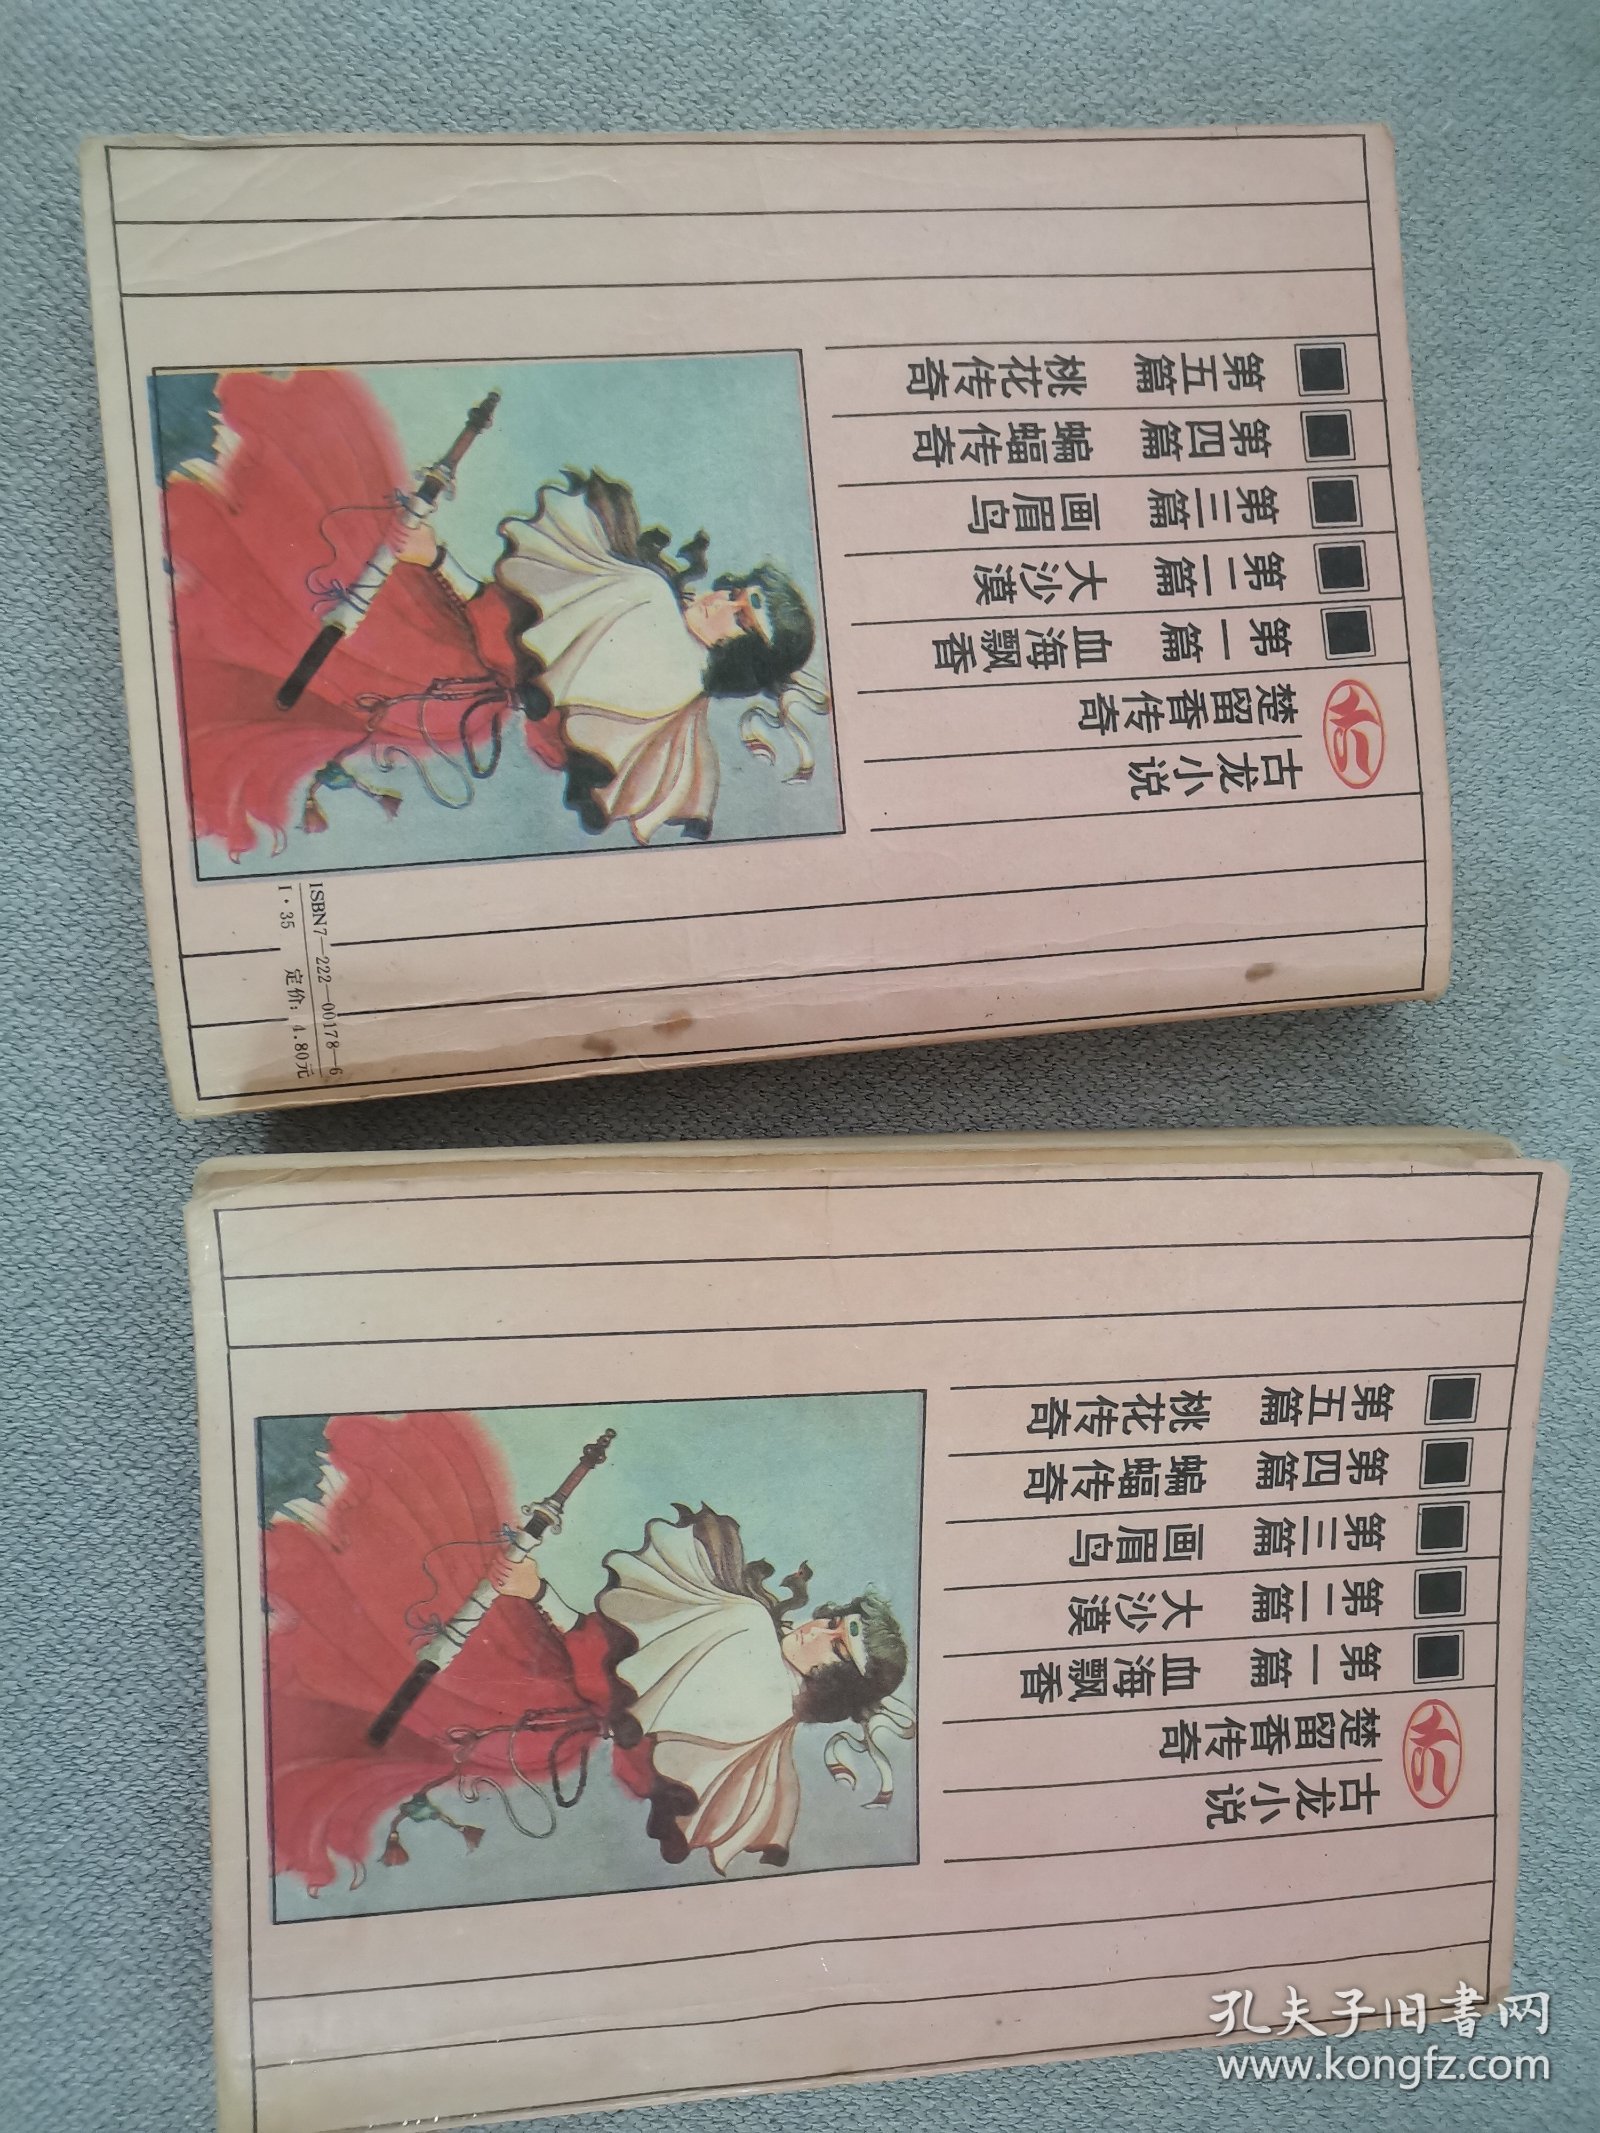 古龙小说
楚留香传奇
第一篇 血海飘香
第二篇 大沙漠
第三篇 画眉鸟
第四篇 蝙蝠传奇
第五篇 桃花传奇
ISBN7—222—00178—6
I·35 定价：4.80元
古龙小说
楚留香传奇
第一篇 血海飘香
第二篇 大沙漠
第三篇 画眉鸟
第四篇 蝙蝠传奇
第五篇 桃花传奇
孔夫子旧书网
www.kongfz.com